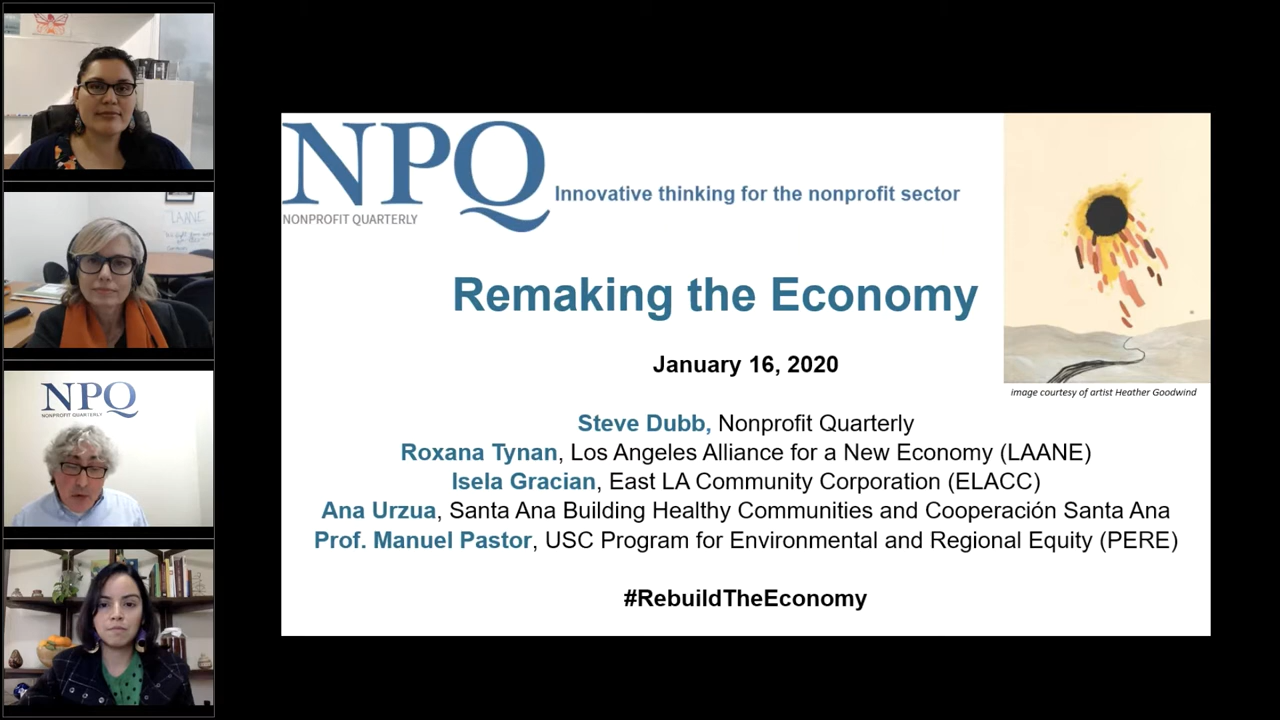 LAANE
NPQ
NONPROFIT QUARTERLY
NPQ
NONPROFIT QUARTERLY
Innovative thinking for the nonprofit sector
Remaking the Economy
January 16, 2020
image courtesy of artist Heather Goodwind
Steve Dubb, Nonprofit Quarterly
Roxana Tynan, Los Angeles Alliance for a New Economy (LAANE)
Isela Gracian, East LA Community Corporation (ELACC)
Ana Urzua, Santa Ana Building Healthy Communities and Cooperación Santa Ana
Prof. Manuel Pastor, USC Program for Environmental and Regional Equity (PERE)
#RebuildTheEconomy